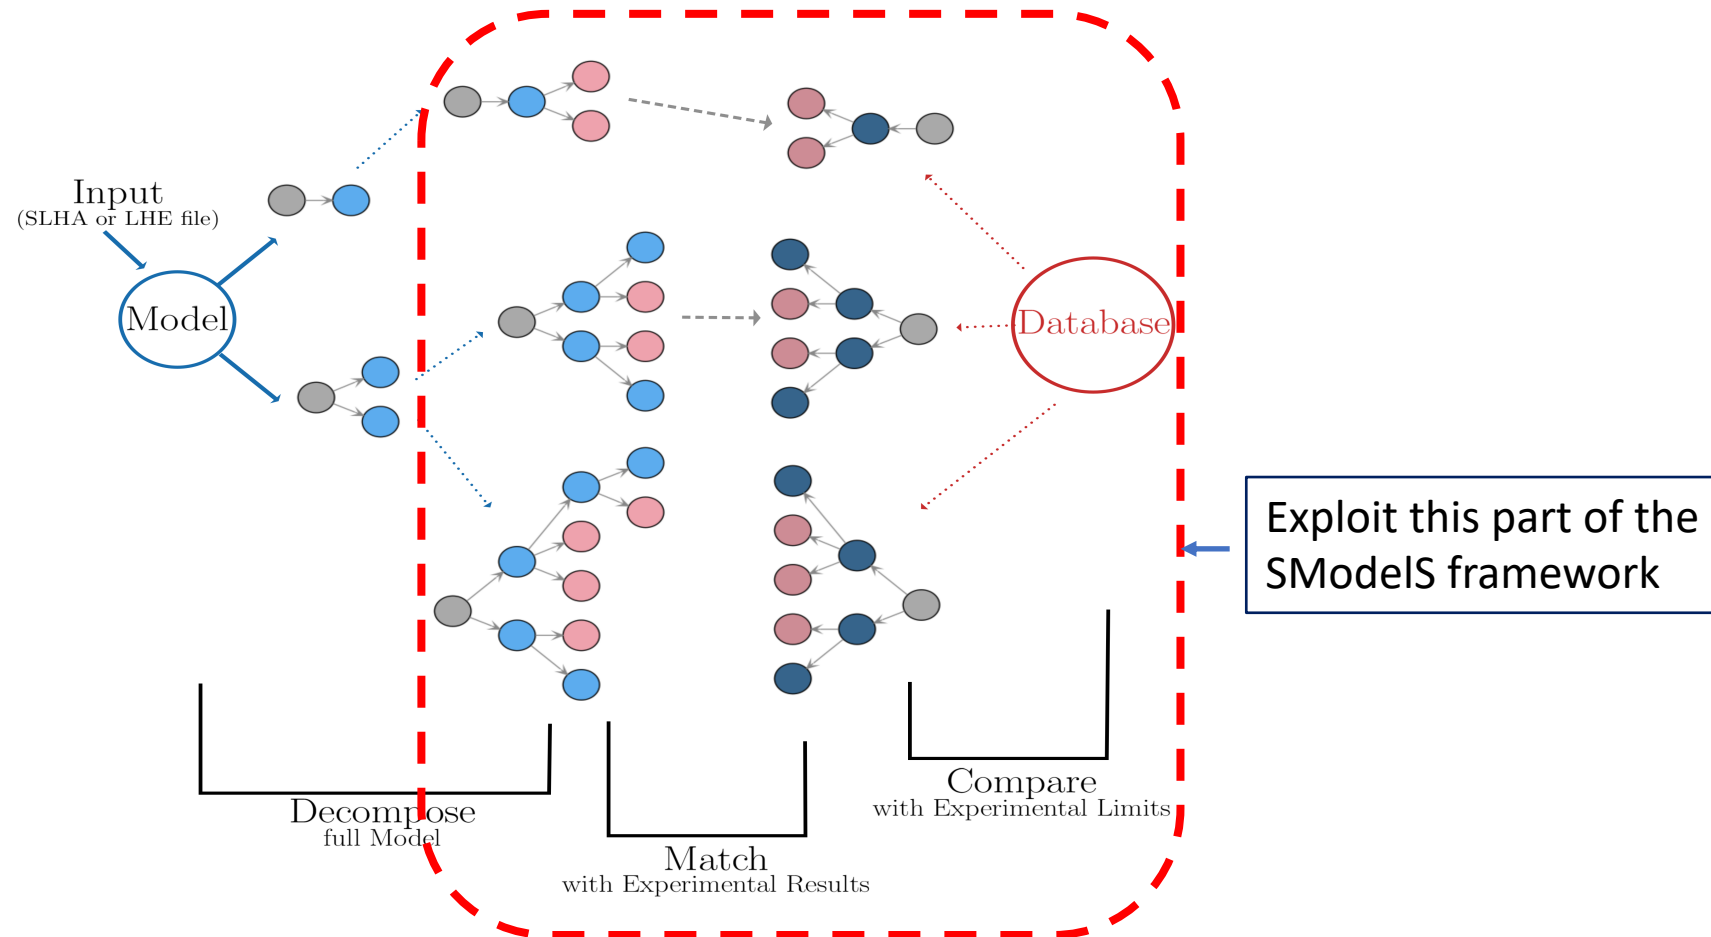 Input
(SLHA or LHE file)
Model
Database
Exploit this part of the
SModelS framework
Decompose
full Model
Match
with Experimental Results
Compare
with Experimental Limits